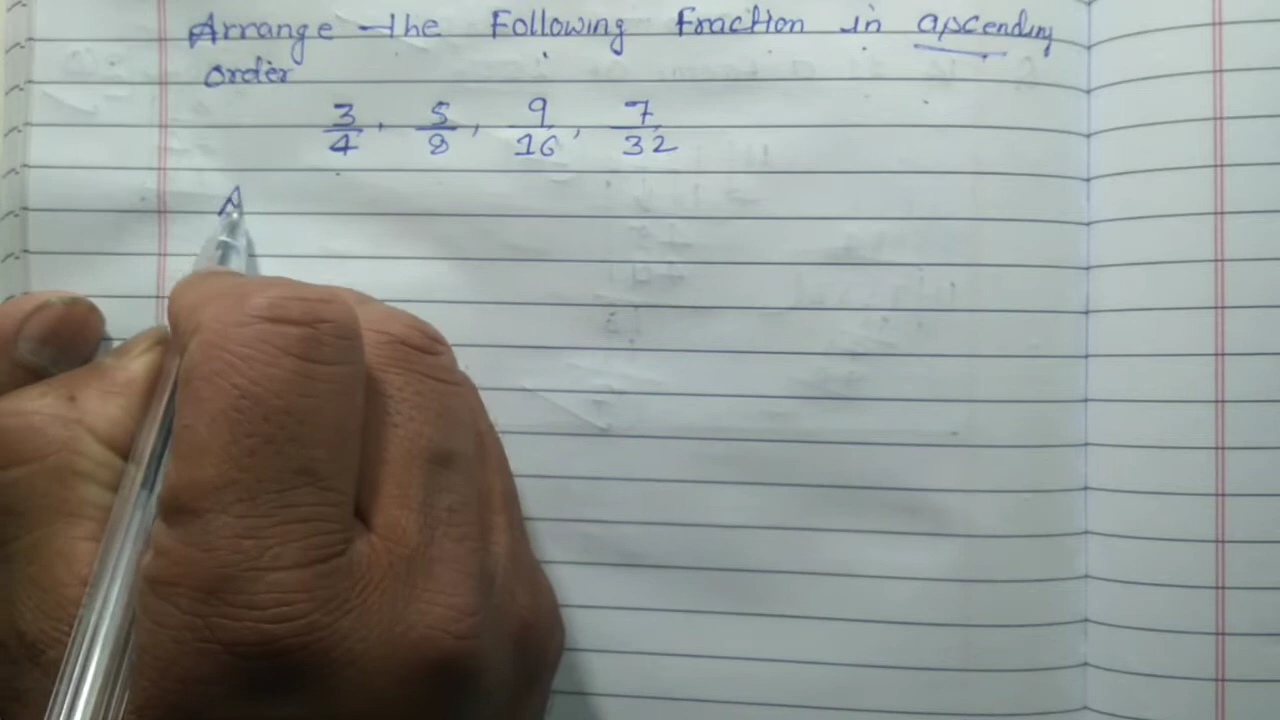 Arrange the Following Fraction in ascending
order
3/4, 5/8, 9/16, 7/32
A